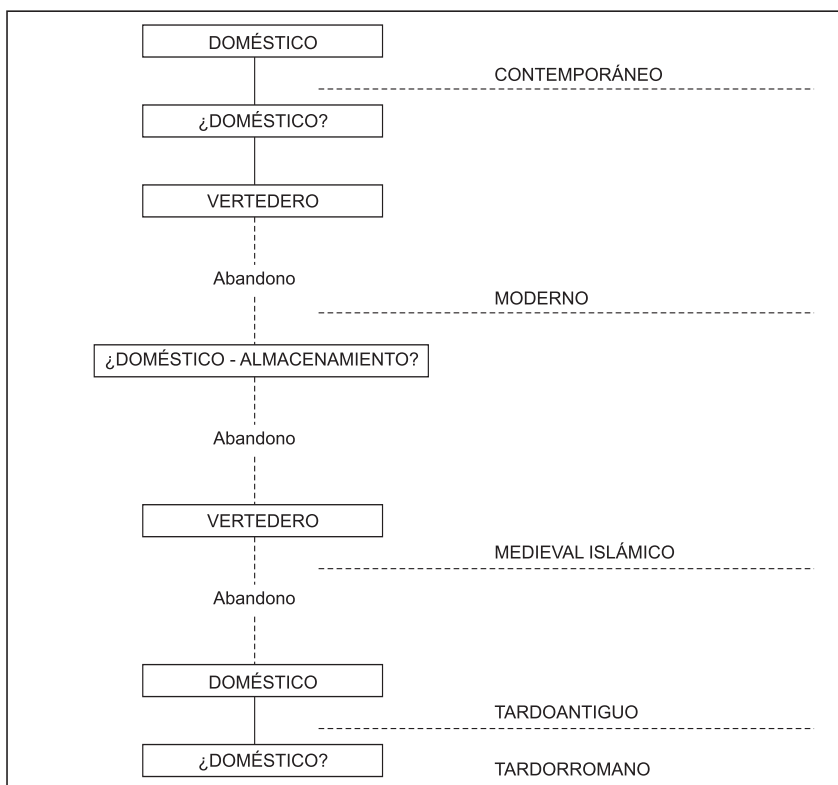 DOMÉSTICO
CONTEMPORÁNEO
¿DOMÉSTICO?
VERTEDERO
Abandono
MODERNO
¿DOMÉSTICO - ALMACENAMIENTO?
Abandono
VERTEDERO
MEDIEVAL ISLÁMICO
Abandono
DOMÉSTICO
TARDOANTIGUO
¿DOMÉSTICO?
TARDORROMANO